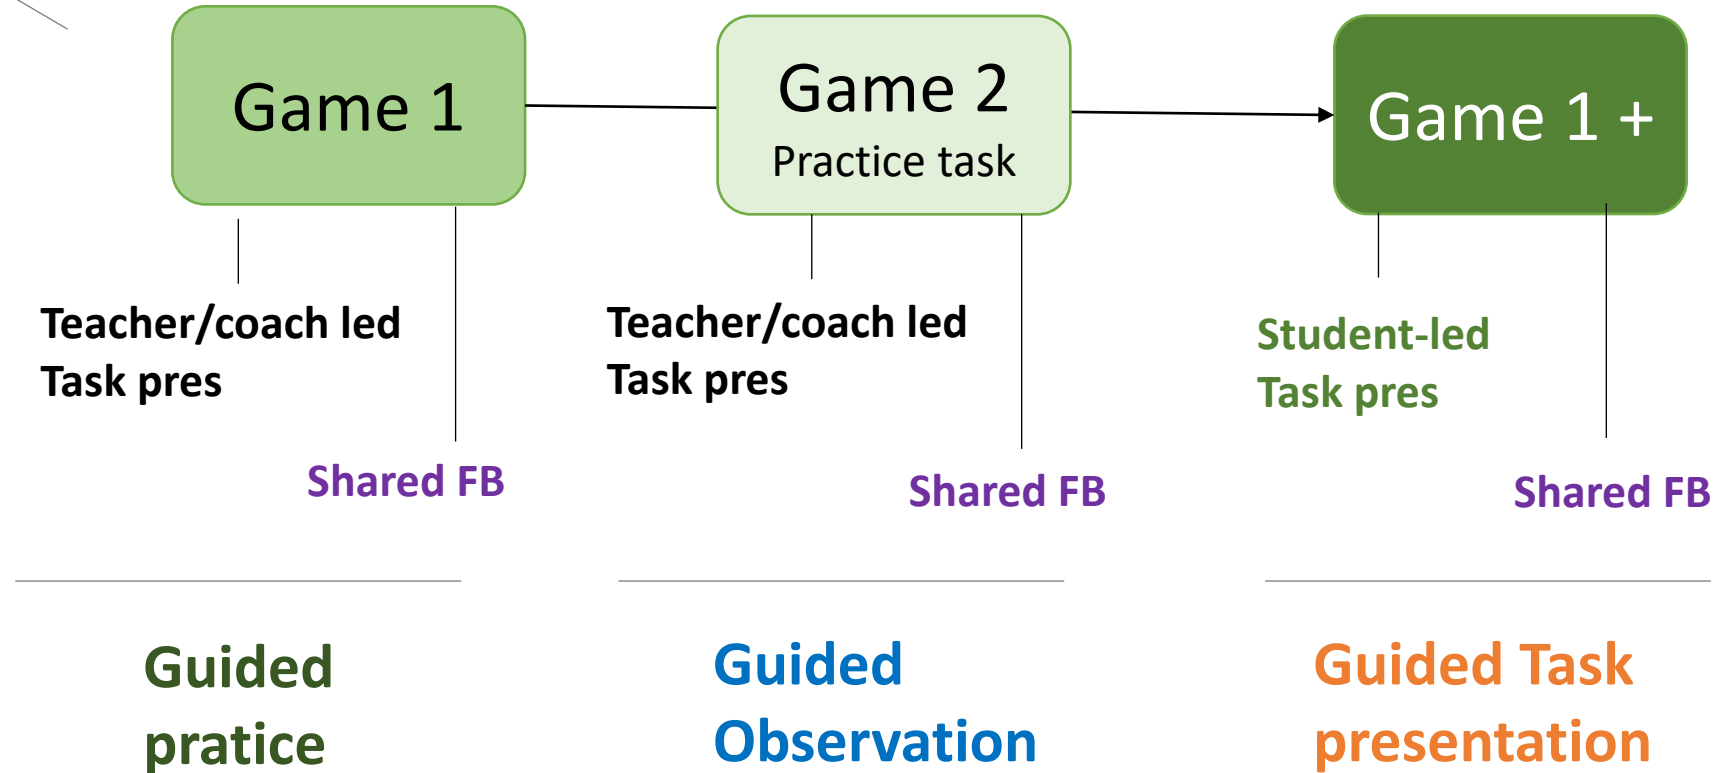 Game 1
Game 2
Practice task
Game 1 +
Teacher/coach led
Task pres
Teacher/coach led
Task pres
Student-led
Task pres
Shared FB
Shared FB
Shared FB
Guided
pratice
Guided
Observation
Guided Task
presentation